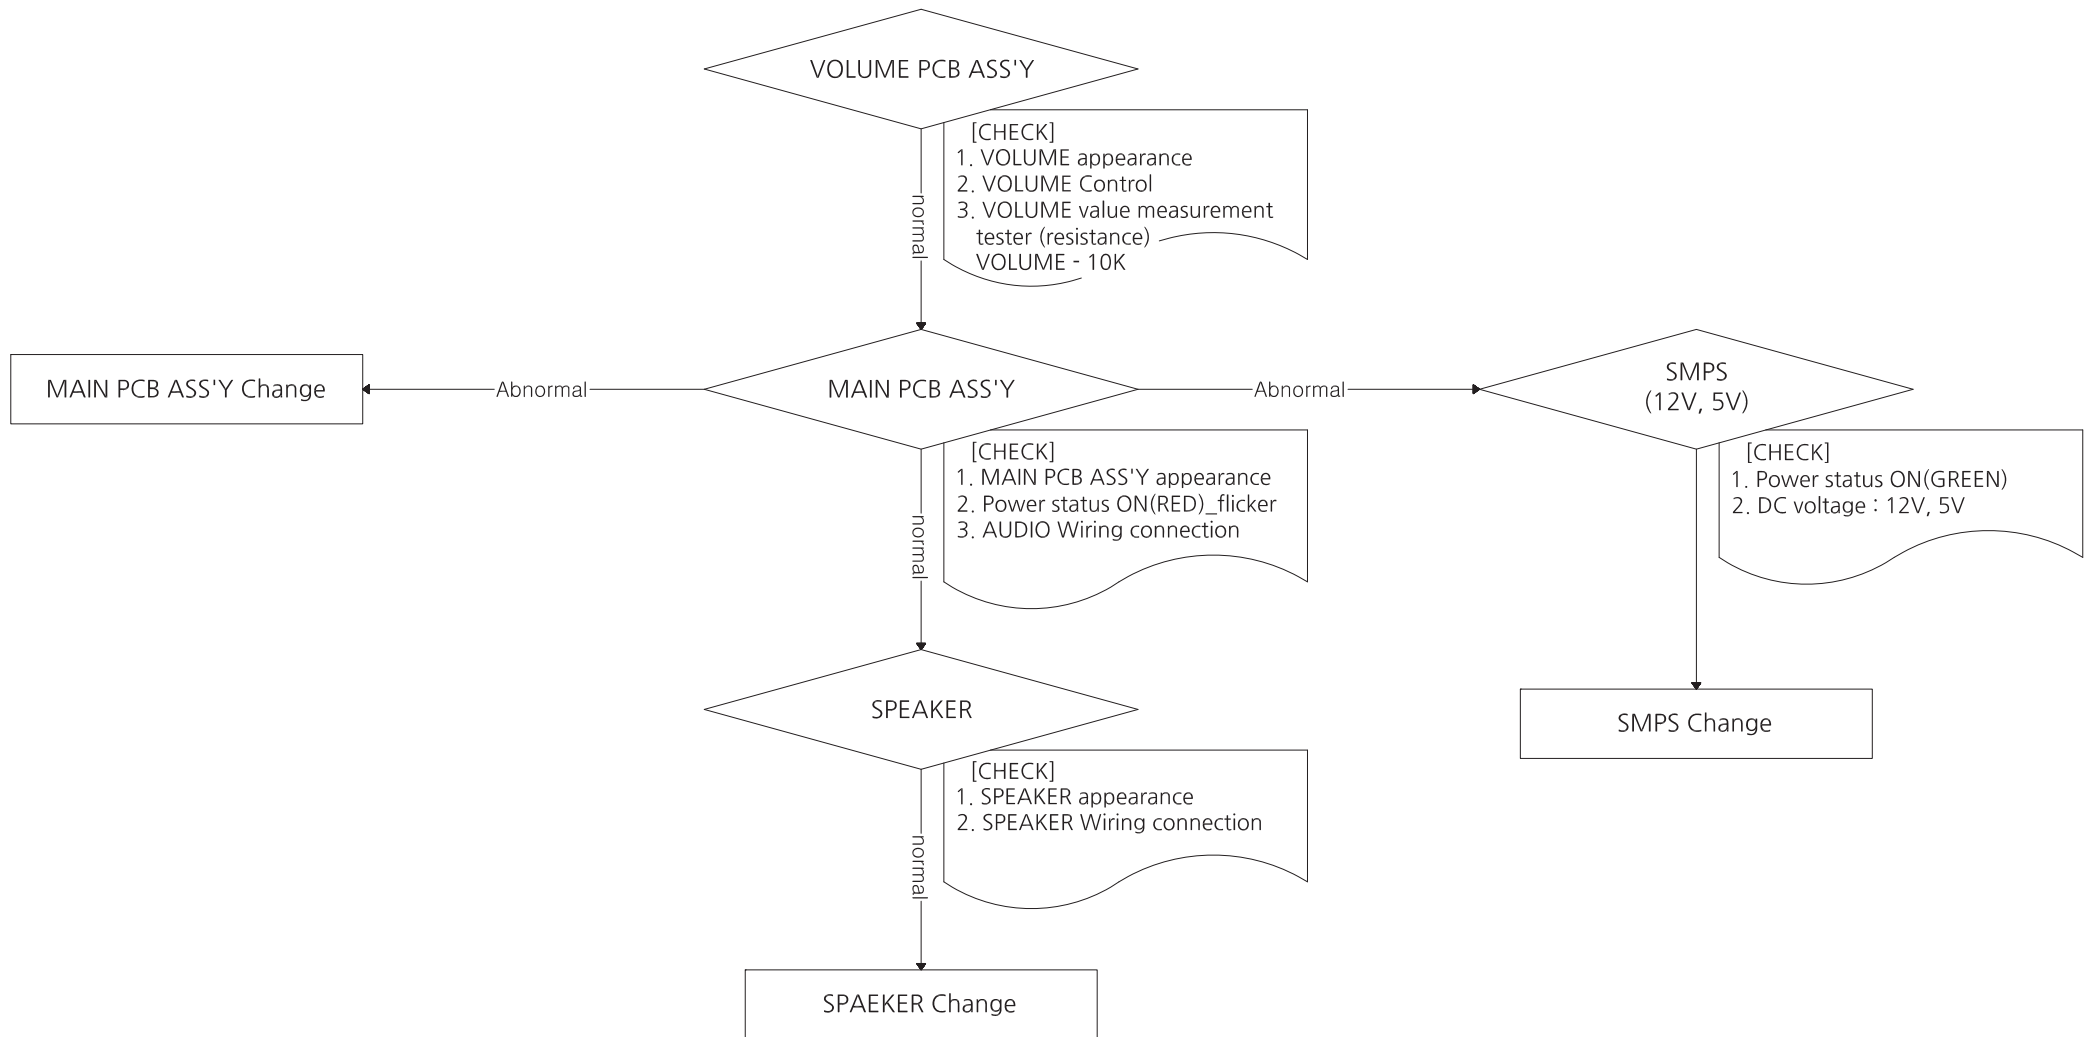 VOLUME PCB ASS'Y
[CHECK]
1. VOLUME appearance
2. VOLUME Control
3. VOLUME value measurement
tester (resistance)
VOLUME - 10K
normal
MAIN PCB ASS'Y Change
Abnormal
MAIN PCB ASS'Y
Abnormal
SMPS
(12V, 5V)
[CHECK]
1. MAIN PCB ASS'Y appearance
2. Power status ON(RED)_flicker
3. AUDIO Wiring connection
normal
[CHECK]
1. Power status ON(GREEN)
2. DC voltage : 12V, 5V
SPEAKER
SMPS Change
[CHECK]
1. SPEAKER appearance
2. SPEAKER Wiring connection
normal
SPAEKER Change